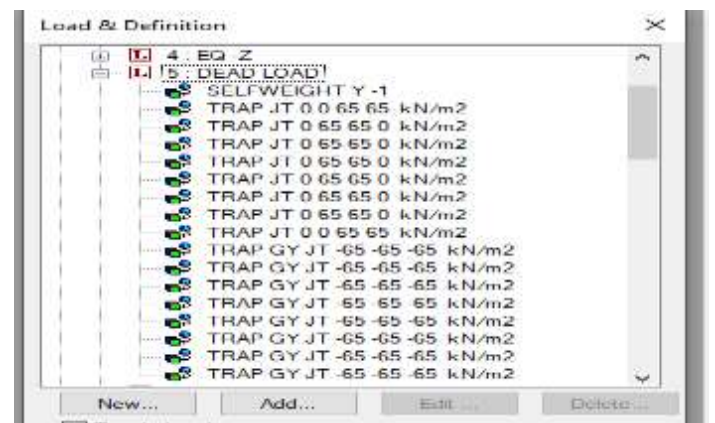 Load & Definition
4 : EQ Z
5 : DEAD LOAD
SELFWEIGHT Y -1
TRAP JT 0 0 65 65 kN/m2
TRAP JT 0 65 65 0 kN/m2
TRAP JT 0 65 65 0 kN/m2
TRAP JT 0 65 65 0 kN/m2
TRAP JT 0 65 65 0 kN/m2
TRAP JT 0 65 65 0 kN/m2
TRAP JT 0 65 65 0 kN/m2
TRAP JT 0 0 65 65 kN/m2
TRAP GY JT -65 -65 -65 kN/m2
TRAP GY JT -65 -65 -65 kN/m2
TRAP GY JT -65 -65 -65 kN/m2
TRAP GY JT -65 -65 -65 kN/m2
TRAP GY JT -65 -65 -65 kN/m2
TRAP GY JT -65 -65 -65 kN/m2
TRAP GY JT -65 -65 -65 kN/m2
TRAP GY JT -65 -65 -65 kN/m2
New... Add... Edit ... Delete ...